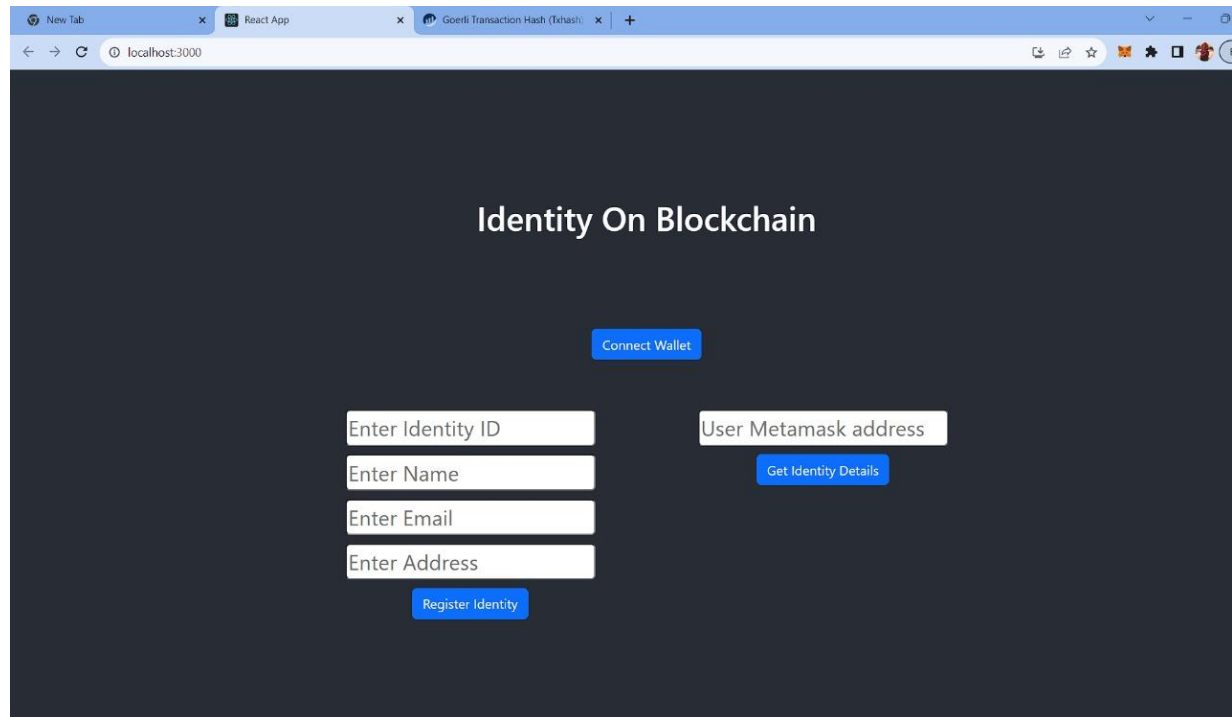 New Tab
React App
Goerli Transaction Hash (Txhash)
localhost:3000
Identity On Blockchain
Connect Wallet
Enter Identity ID
Enter Name
Enter Email
Enter Address
Register Identity
User Metamask address
Get Identity Details